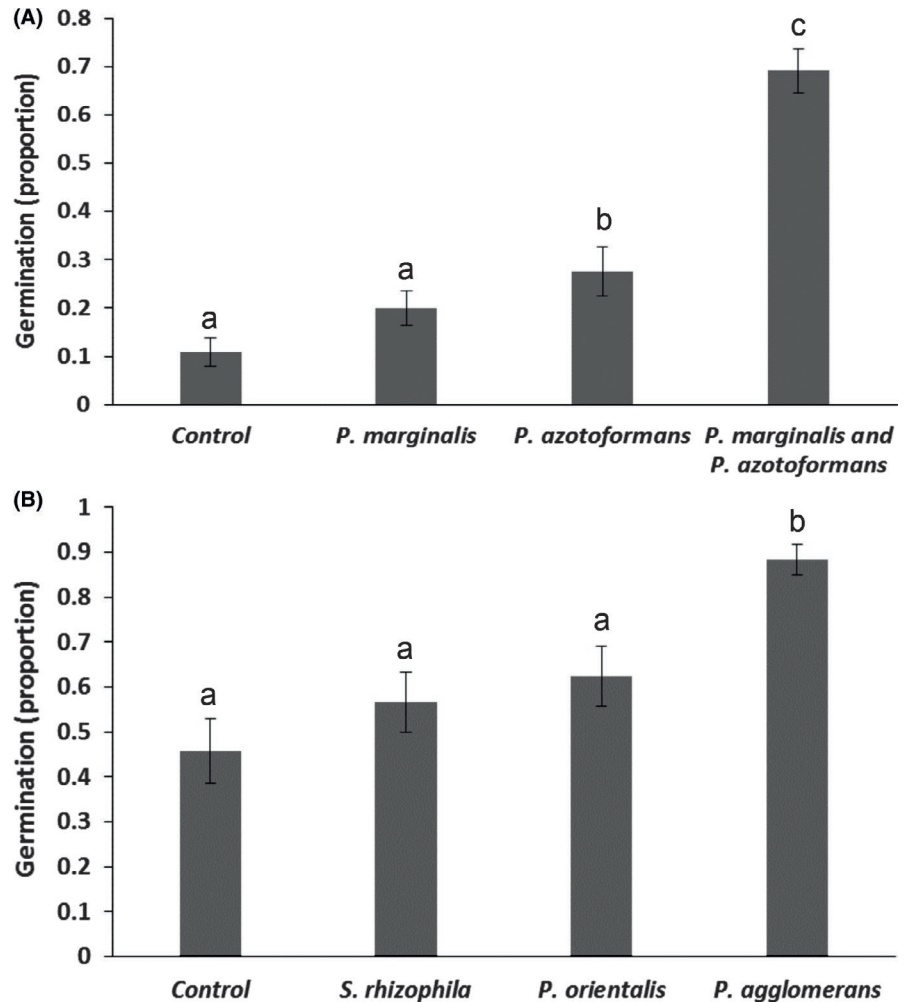 (A)
Germination (proportion)
0.8
0.7
0.6
0.5
0.4
0.3
0.2
0.1
0
a
a
b
c
Control
P. marginalis
P. azotoformans
P. marginalis and
P. azotoformans
(B)
Germination (proportion)
1
0.9
0.8
0.7
0.6
0.5
0.4
0.3
0.2
0.1
0
a
a
a
b
Control
S. rhizophila
P. orientalis
P. agglomerans